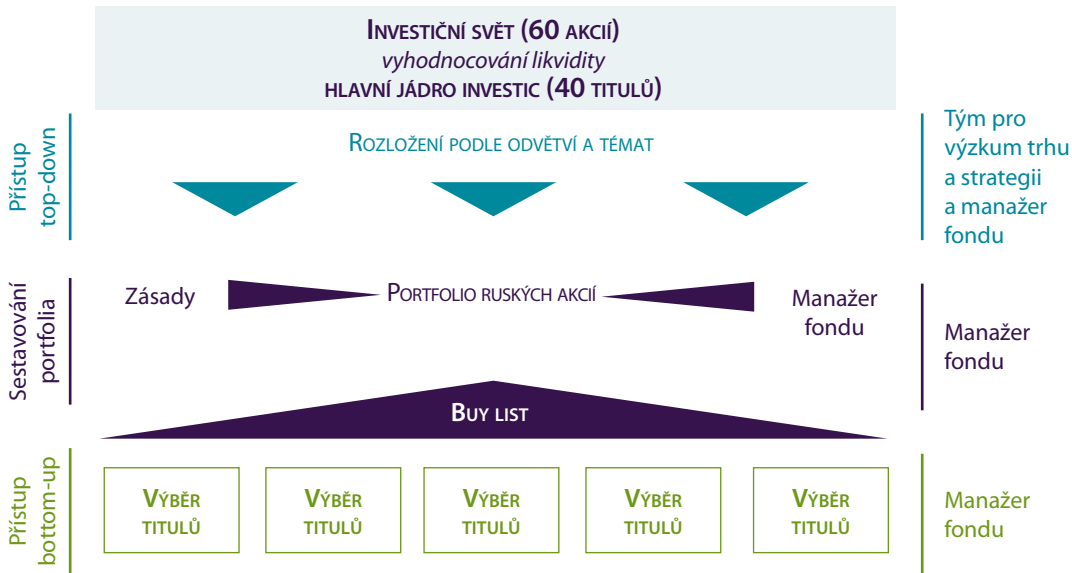 INVESTIČNÍ SVĚT (60 AKCIÍ)
vyhodnocování likvidity
HLAVNÍ JÁDRO INVESTIC (40 TITULŮ)
Přístup
top-down
ROZLOŽENÍ PODLE ODVĚTVÍ A TÉMAT
Tým pro
výzkum trhu
a strategii
a manažer
fondu
Sestavování
portfolia
Zásady
PORTFOLIO RUSKÝCH AKCIÍ
Manažer
fondu
Manažer
fondu
BUY LIST
Přístup
bottom-up
VÝBĚR
TITULŮ
VÝBĚR
TITULŮ
VÝBĚR
TITULŮ
VÝBĚR
TITULŮ
VÝBĚR
TITULŮ
Manažer
fondu